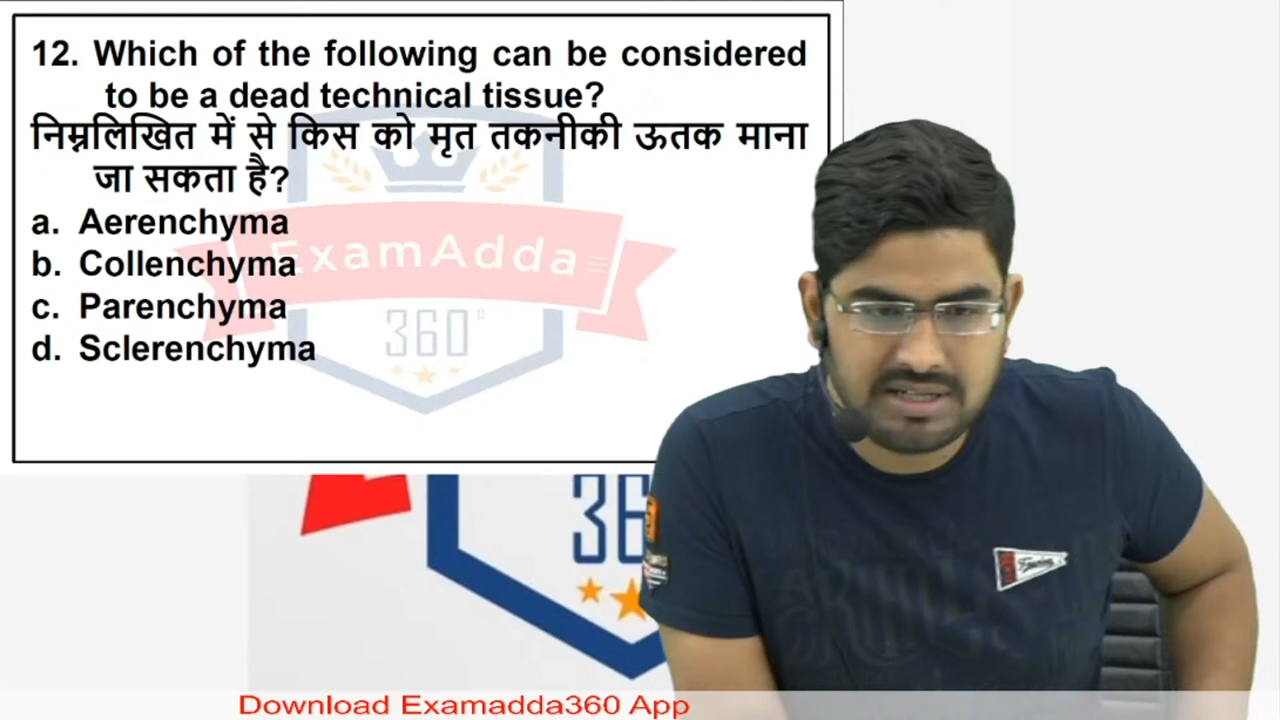 12. Which of the following can be considered
to be a dead technical tissue?
निम्नलिखित में से किस को मृत तकनीकी ऊतक माना
जा सकता है?
a. Aerenchyma
b. Collenchyma
c. Parenchyma
d. Sclerenchyma
ExamAdda
360°
36
Download Examadda360 App